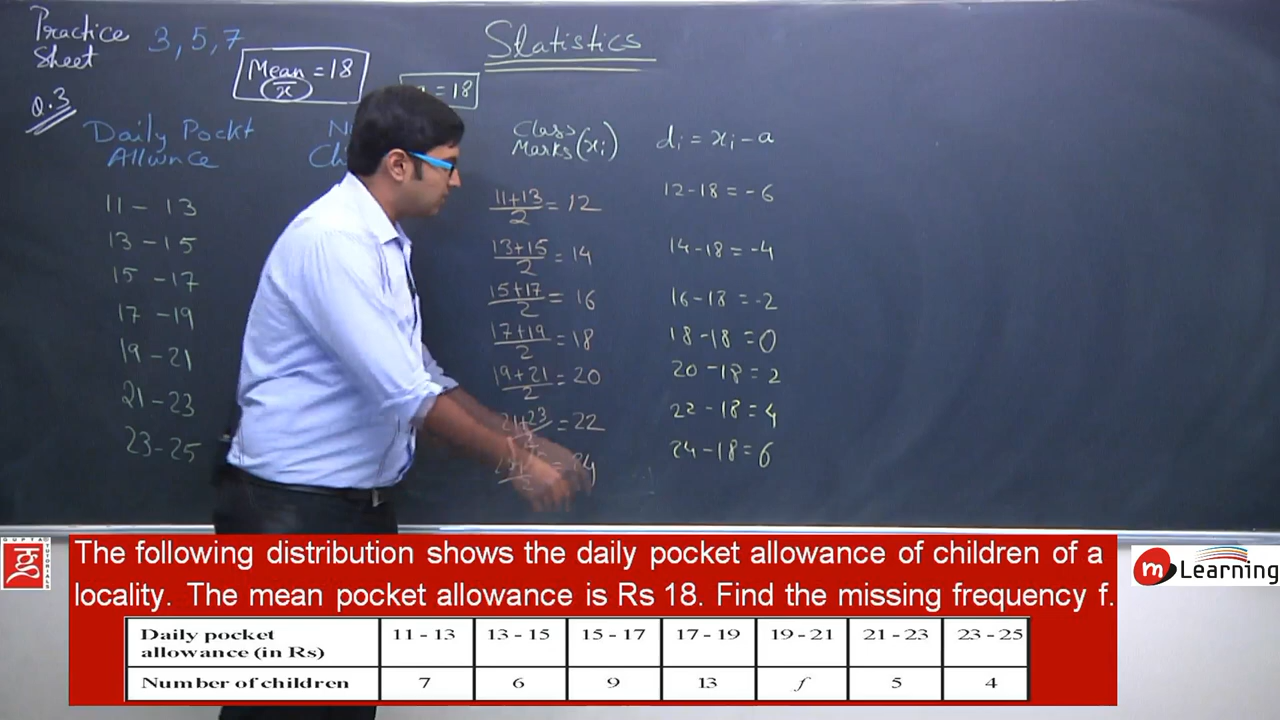 Practice
Sheet
3, 5, 7
Statistics
Mean = 18
x̄
= 18
Q.3
Daily Pockt
Allwnce
Class
Marks (xi)
di = xi - a
11 - 13
11+13/2 = 12
12-18 = -6
13 - 15
13+15/2 = 14
14-18 = -4
15 - 17
15+17/2 = 16
16-18 = -2
17 - 19
17+19/2 = 18
18-18 = 0
19 - 21
19+21/2 = 20
20-18 = 2
21 - 23
21+23/2 = 22
22-18 = 4
23 - 25
24-18 = 6
GUPTA
TUTORIALS
The following distribution shows the daily pocket allowance of children of a
locality. The mean pocket allowance is Rs 18. Find the missing frequency f.
Daily pocket
allowance (in Rs)
11 - 13 13 - 15 15 - 17 17 - 19 19 - 21 21 - 23 23 - 25
Number of children 7 6 9 13 f 5 4
m Learning